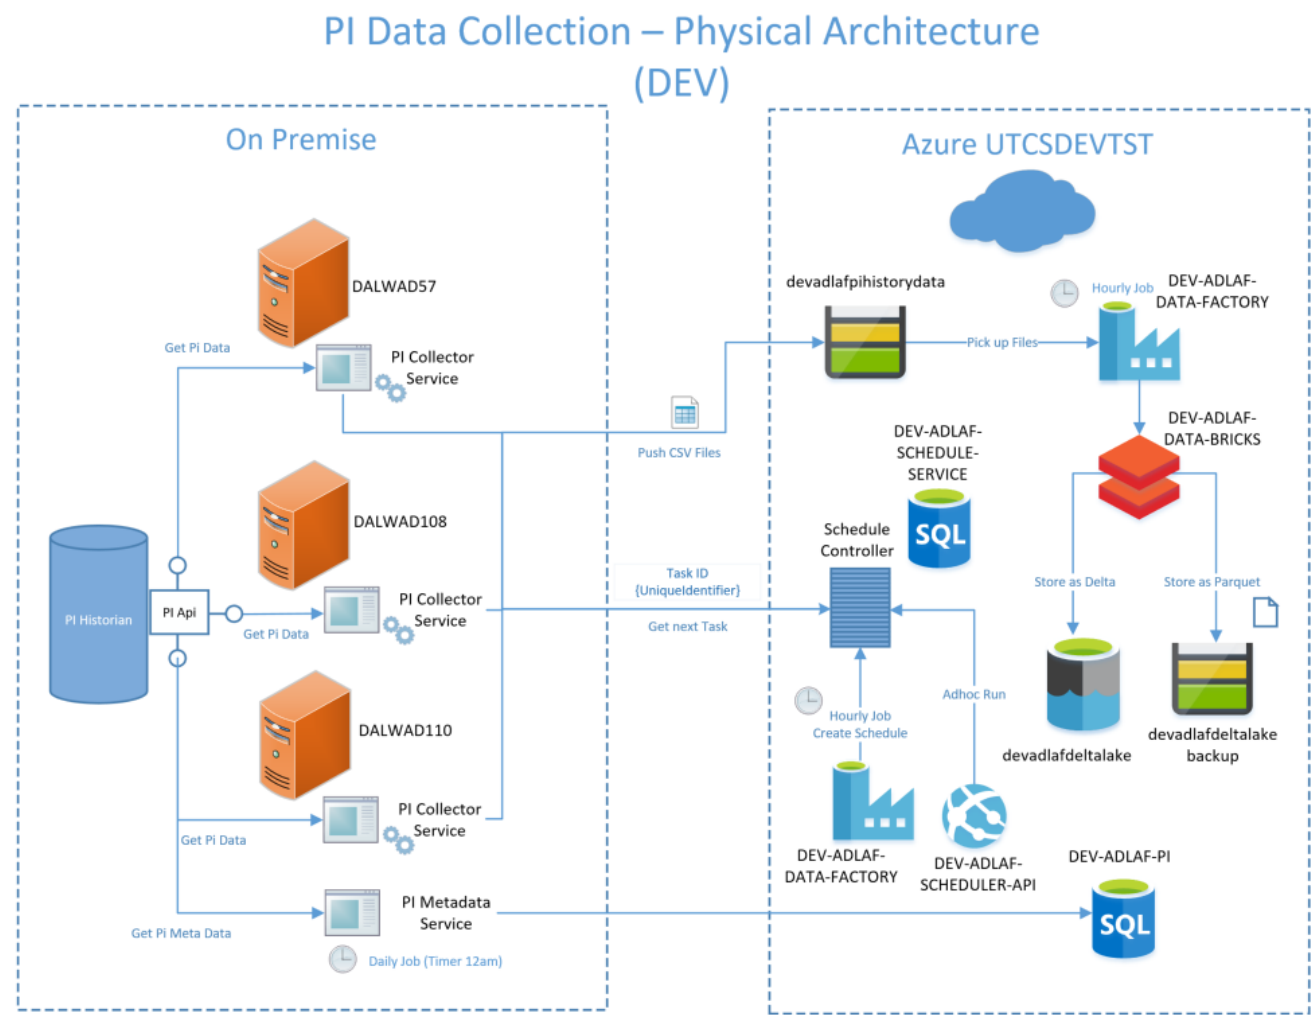 PI Data Collection – Physical Architecture
(DEV)
On Premise
DALWAD57
Get Pi Data
PI Collector
Service
Push CSV Files
DALWAD108
PI Historian
PI Api
Get Pi Data
PI Collector
Service
Task ID
{UniqueIdentifier}
Get next Task
DALWAD110
Get Pi Data
PI Collector
Service
Get Pi Meta Data
PI Metadata
Service
Daily Job (Timer 12am)
Azure UTCSDEVTST
devadlafpihistorydata
Pick up Files
Hourly Job
DEV-ADLAF-
DATA-FACTORY
DEV-ADLAF-
DATA-BRICKS
DEV-ADLAF-
SCHEDULE-
SERVICE
SQL
Schedule
Controller
Store as Delta
Store as Parquet
devadlafdeltalake
devadlafdeltalake
backup
Adhoc Run
Hourly Job
Create Schedule
DEV-ADLAF-
DATA-FACTORY
DEV-ADLAF-
SCHEDULER-API
DEV-ADLAF-PI
SQL